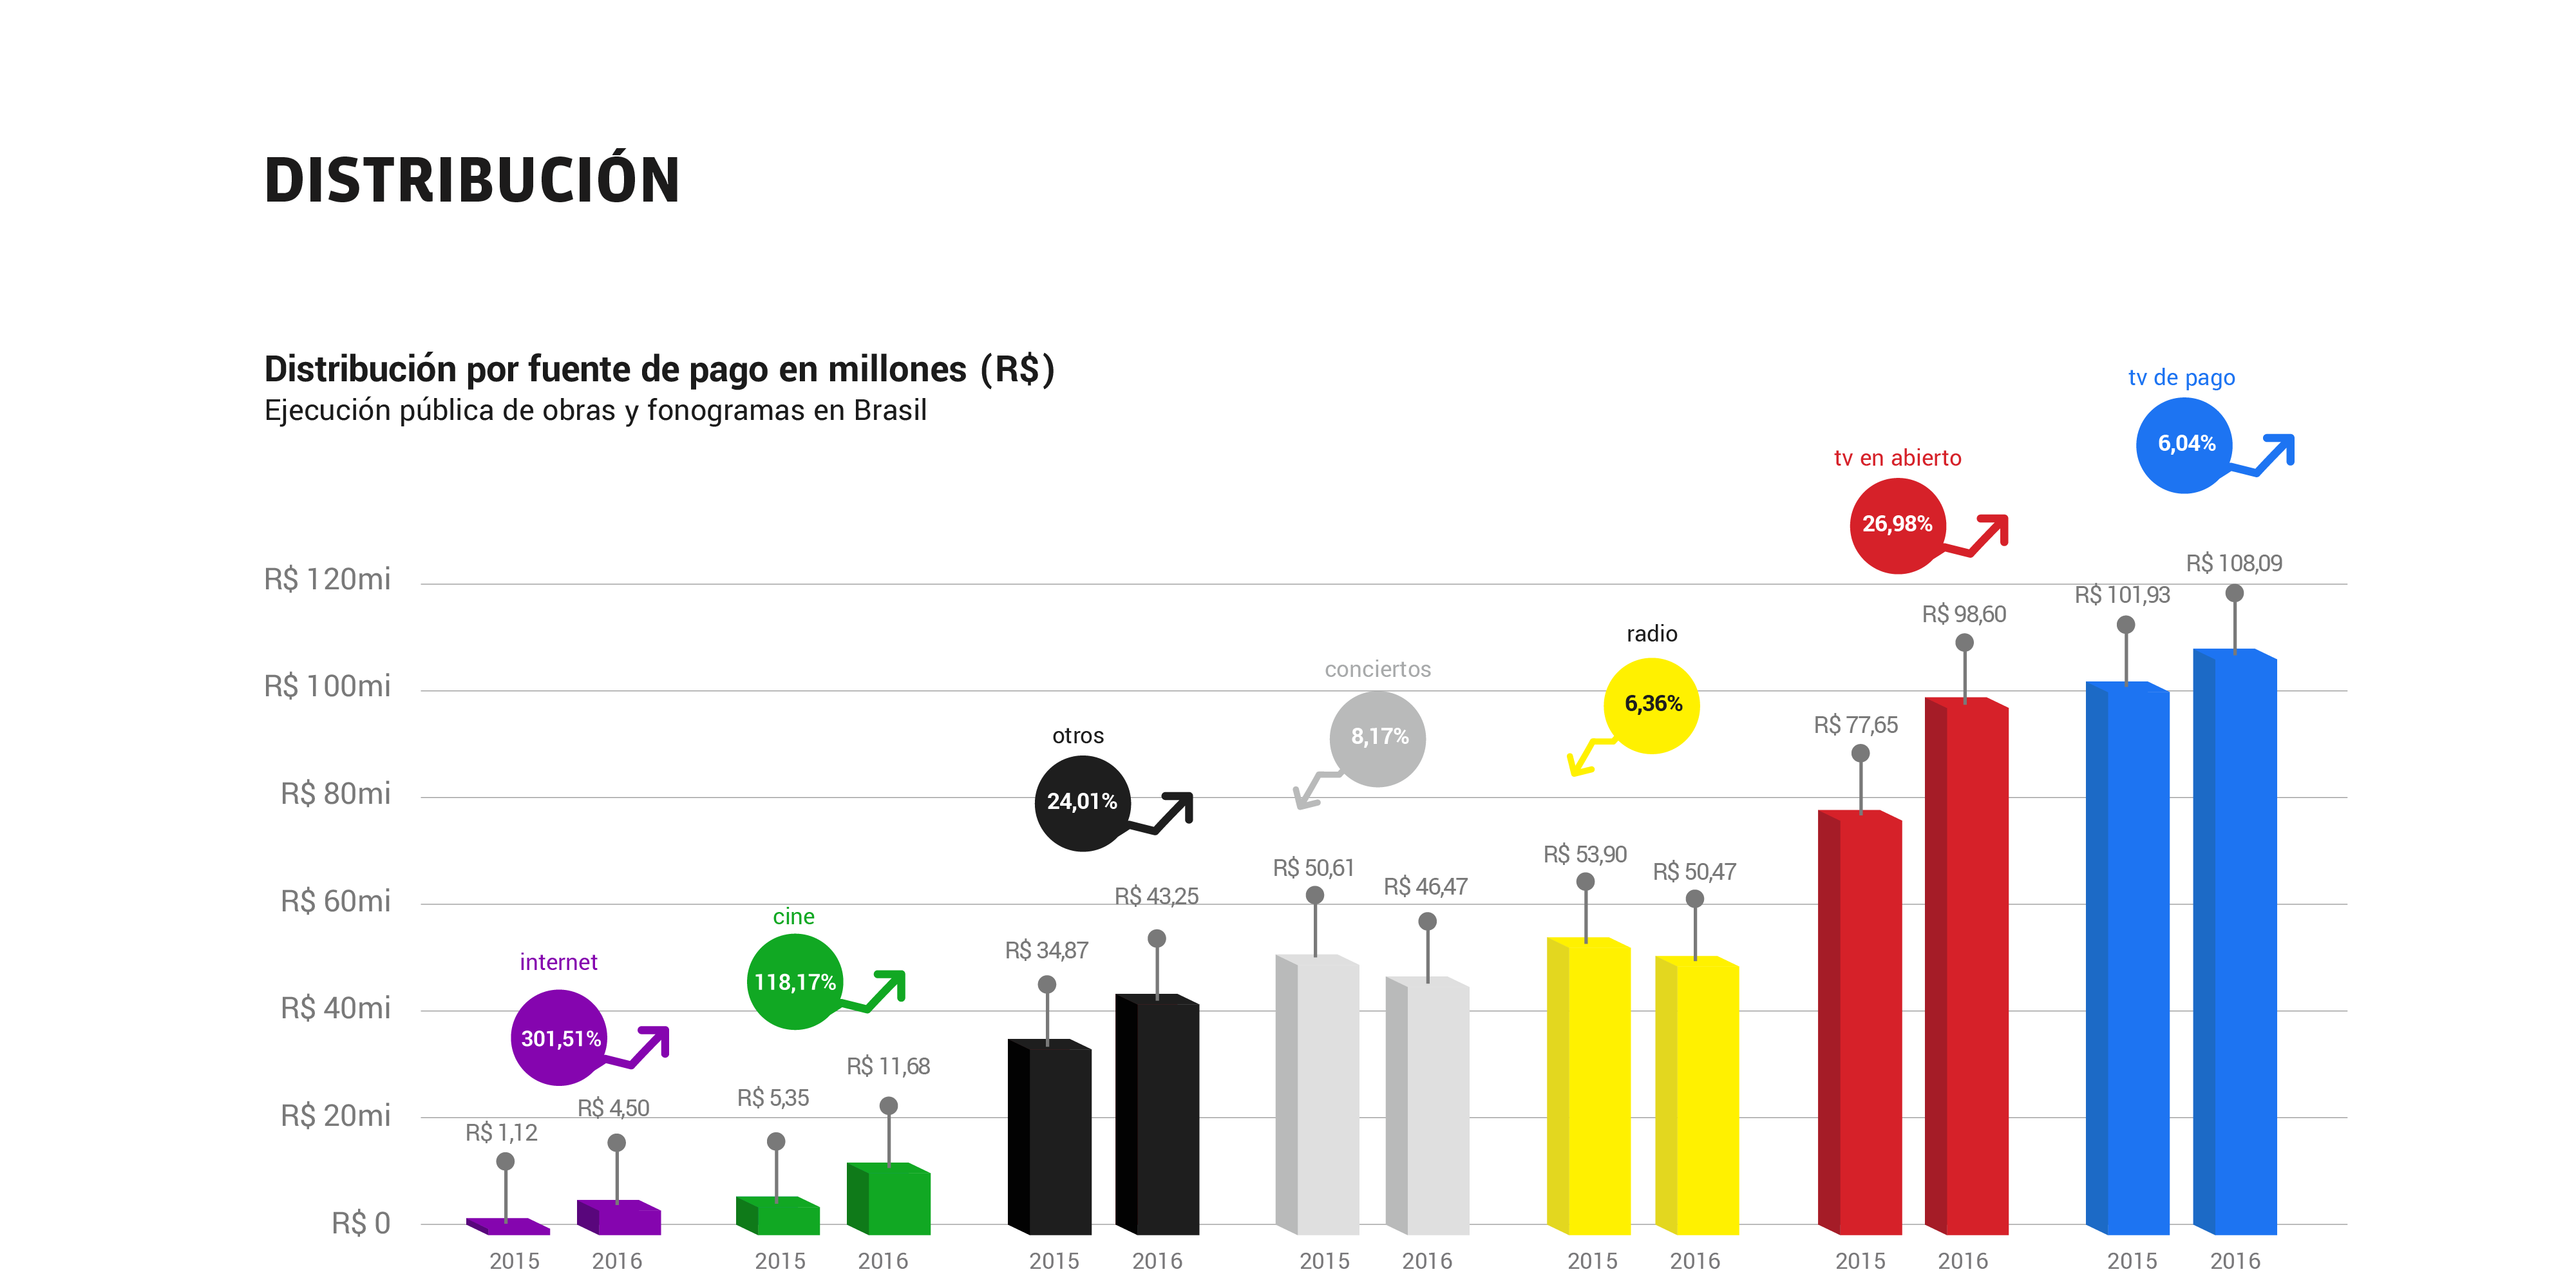 DISTRIBUCIÓN
Distribución por fuente de pago en millones (R$)
Ejecución pública de obras y fonogramas en Brasil
tv de pago
6,04%
tv en abierto
26,98%
R$ 108,09
R$ 120mi
R$ 101,93
R$ 98,60
radio
6,36%
conciertos
8,17%
R$ 100mi
R$ 77,65
otros
24,01%
R$ 80mi
R$ 53,90
R$ 50,47
R$ 50,61
R$ 46,47
R$ 43,25
R$ 60mi
cine
118,17%
R$ 34,87
internet
301,51%
R$ 40mi
R$ 11,68
R$ 5,35
R$ 4,50
R$ 20mi
R$ 1,12
R$ 0
2015 2016 2015 2016 2015 2016 2015 2016 2015 2016 2015 2016 2015 2016